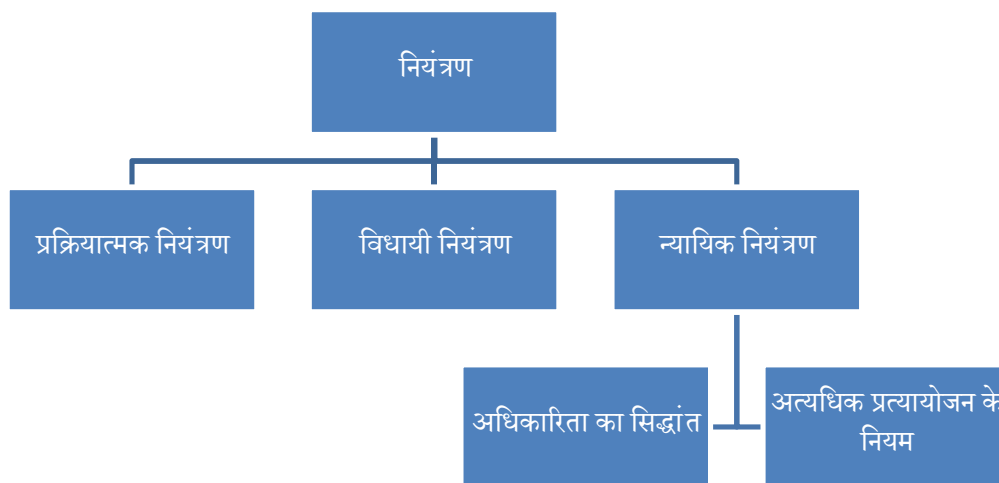 नियंत्रण
प्रक्रियात्मक नियंत्रण
विधायी नियंत्रण
न्यायिक नियंत्रण
अधिकारिता का सिद्धांत
अत्यधिक प्रत्यायोजन के
नियम